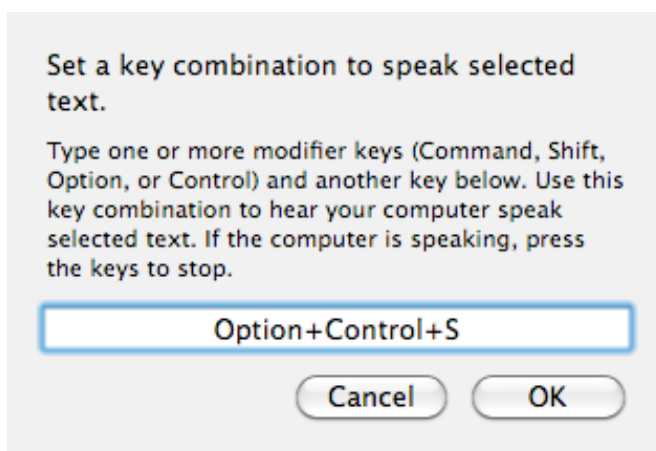 Set a key combination to speak selected
text.
Type one or more modifier keys (Command, Shift,
Option, or Control) and another key below. Use this
key combination to hear your computer speak
selected text. If the computer is speaking, press
the keys to stop.
Option+Control+S
Cancel OK